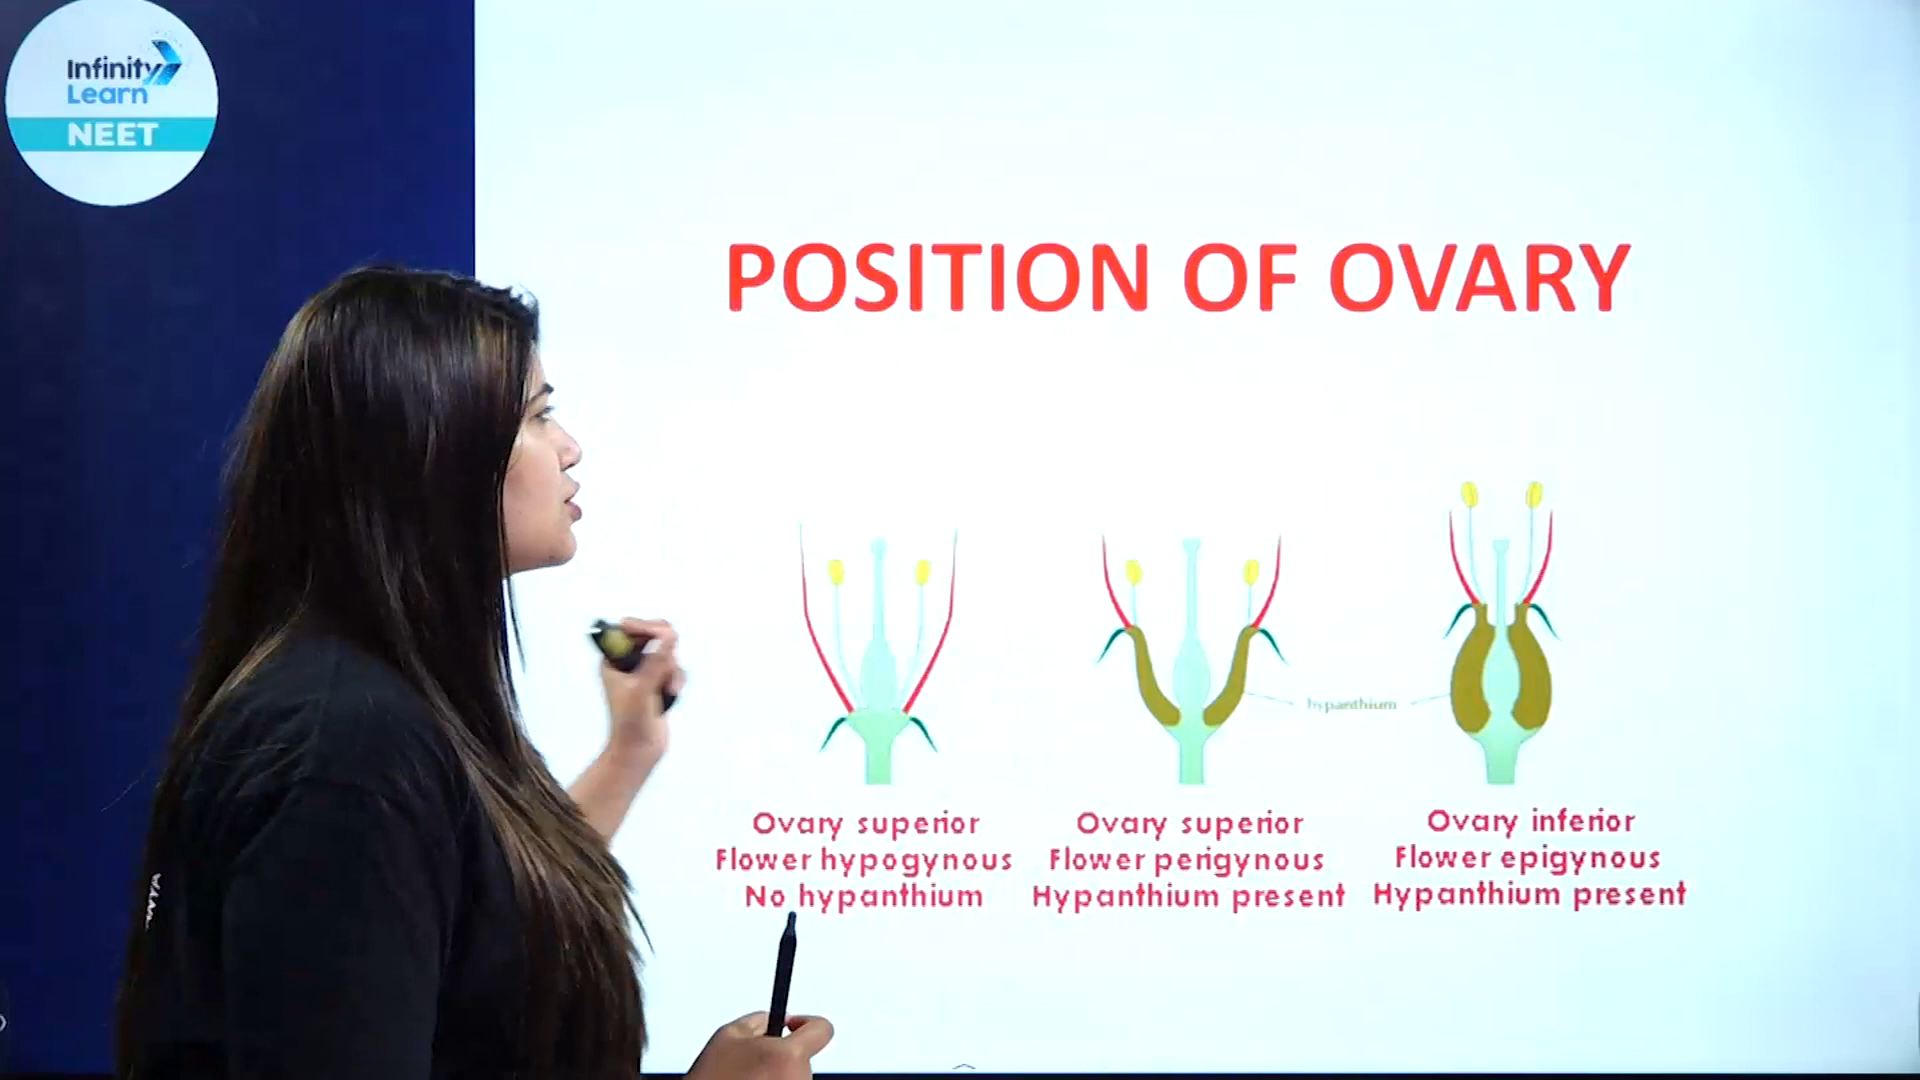 Infinity
Learn
NEET
POSITION OF OVARY
hypanthium
Ovary superior
Flower hypogynous
No hypanthium
Ovary superior
Flower perigynous
Hypanthium present
Ovary inferior
Flower epigynous
Hypanthium present